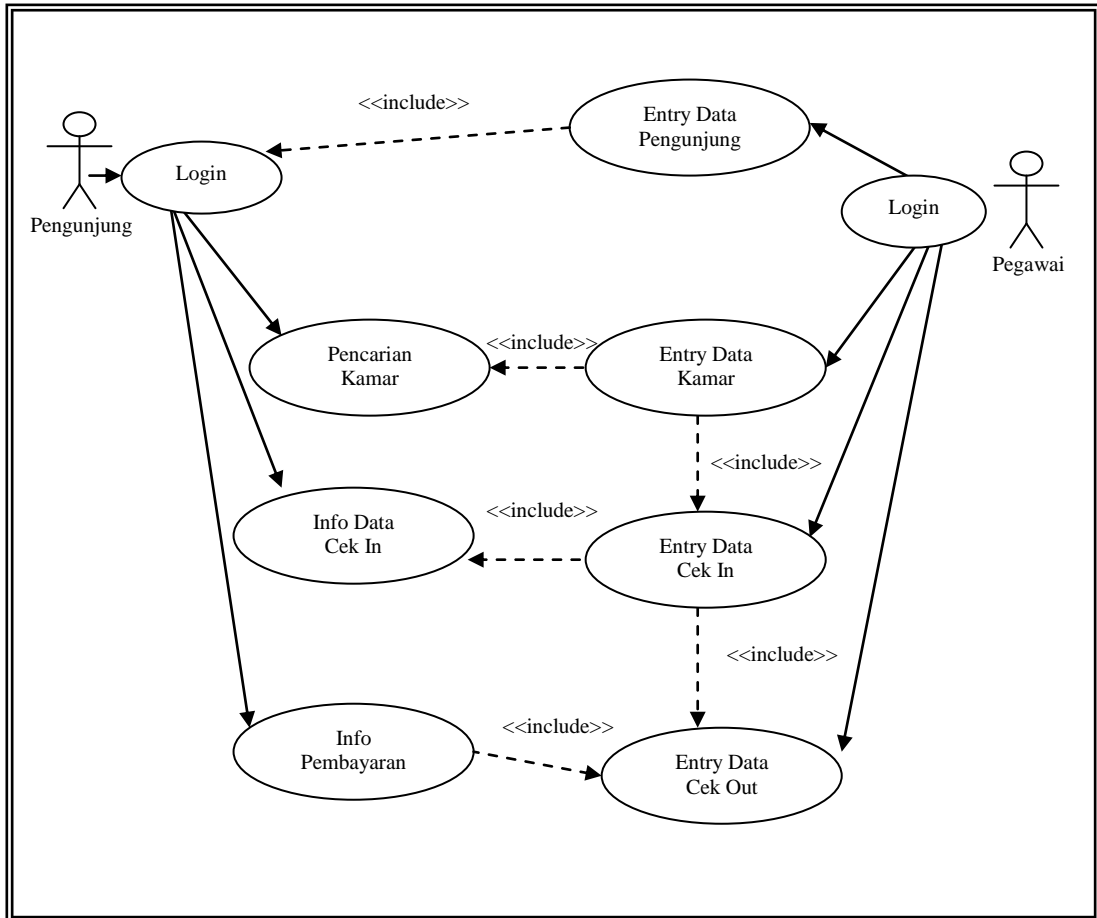 <<include>>
Entry Data
Pengunjung
Login
Pengunjung
Login
Pegawai
Pencarian
Kamar
<<include>>
Entry Data
Kamar
<<include>>
Info Data
Cek In
<<include>>
Entry Data
Cek In
<<include>>
Info
Pembayaran
<<include>>
Entry Data
Cek Out